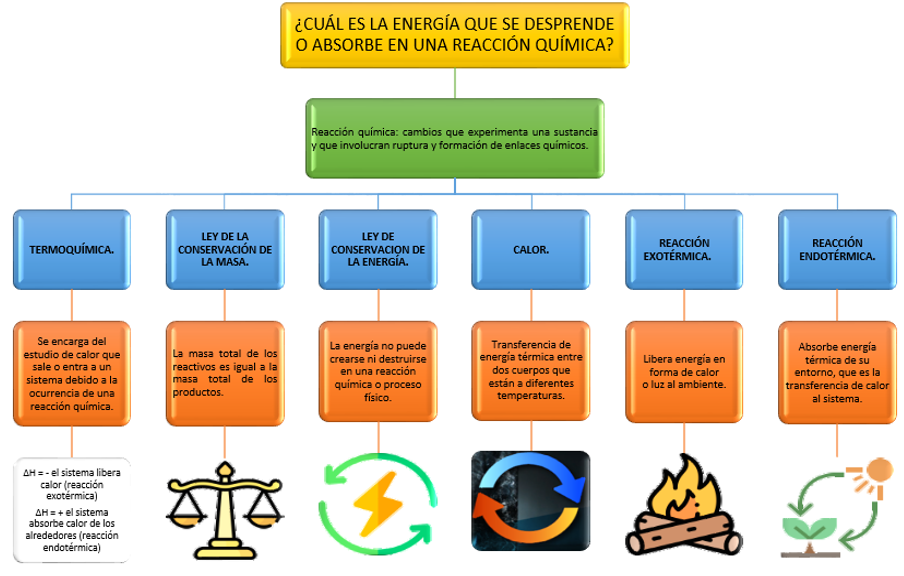 ¿CUÁL ES LA ENERGÍA QUE SE DESPRENDE
O ABSORBE EN UNA REACCIÓN QUÍMICA?
Reacción química: cambios que experimenta una sustancia
y que involucran ruptura y formación de enlaces químicos.
TERMOQUÍMICA.
LEY DE LA
CONSERVACIÓN DE
LA MASA.
LEY DE
CONSERVACION DE
LA ENERGÍA.
CALOR.
REACCIÓN
EXOTÉRMICA.
REACCIÓN
ENDOTÉRMICA.
Se encarga del
estudio de calor que
sale o entra a un
sistema debido a la
ocurrencia de una
reacción química.
La masa total de los
reactivos es igual a la
masa total de los
productos.
La energía no puede
crearse ni destruirse
en una reacción
química o proceso
físico.
Transferencia de
energía térmica entre
dos cuerpos que
están a diferentes
temperaturas.
Libera energía en
forma de calor
o luz al ambiente.
Absorbe energía
térmica de su
entorno, que es la
transferencia de calor
al sistema.
ΔH = - el sistema libera
calor (reacción
exotérmica)
ΔH = + el sistema
absorbe calor de los
alrededores (reacción
endotérmica)